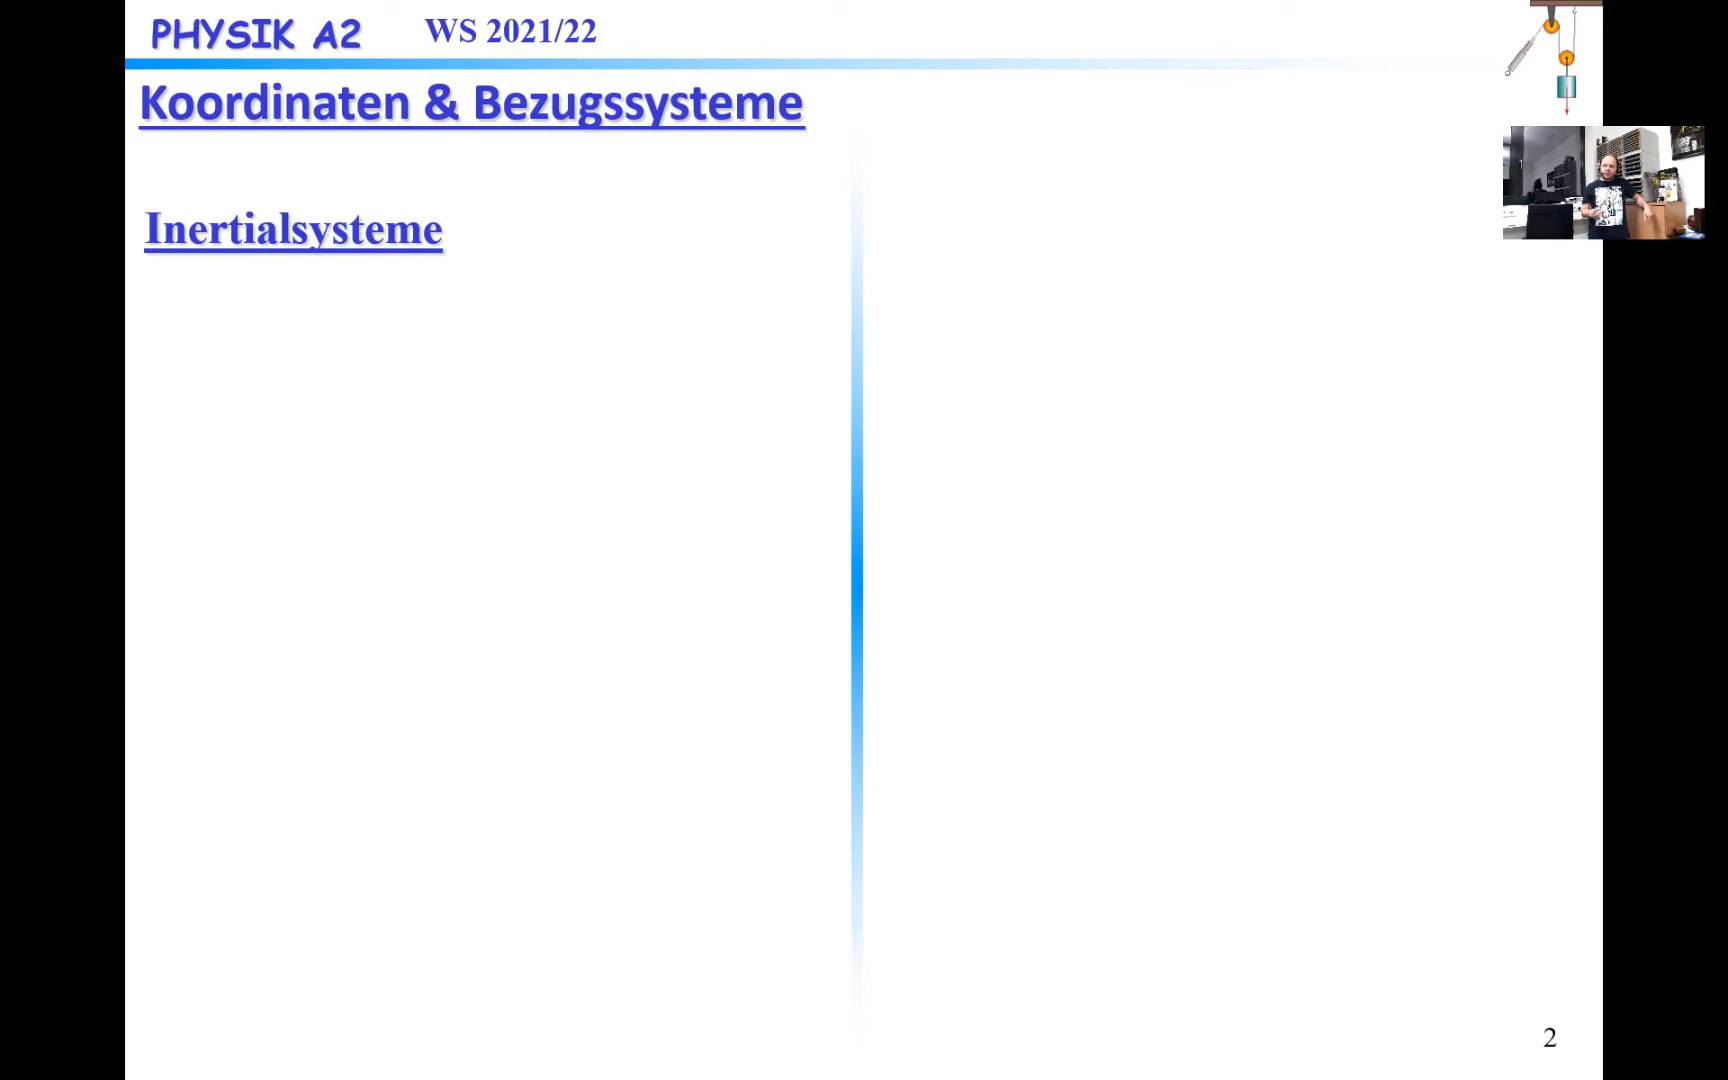 PHYSIK A2 WS 2021/22
Koordinaten & Bezugssysteme
Inertialsysteme
2